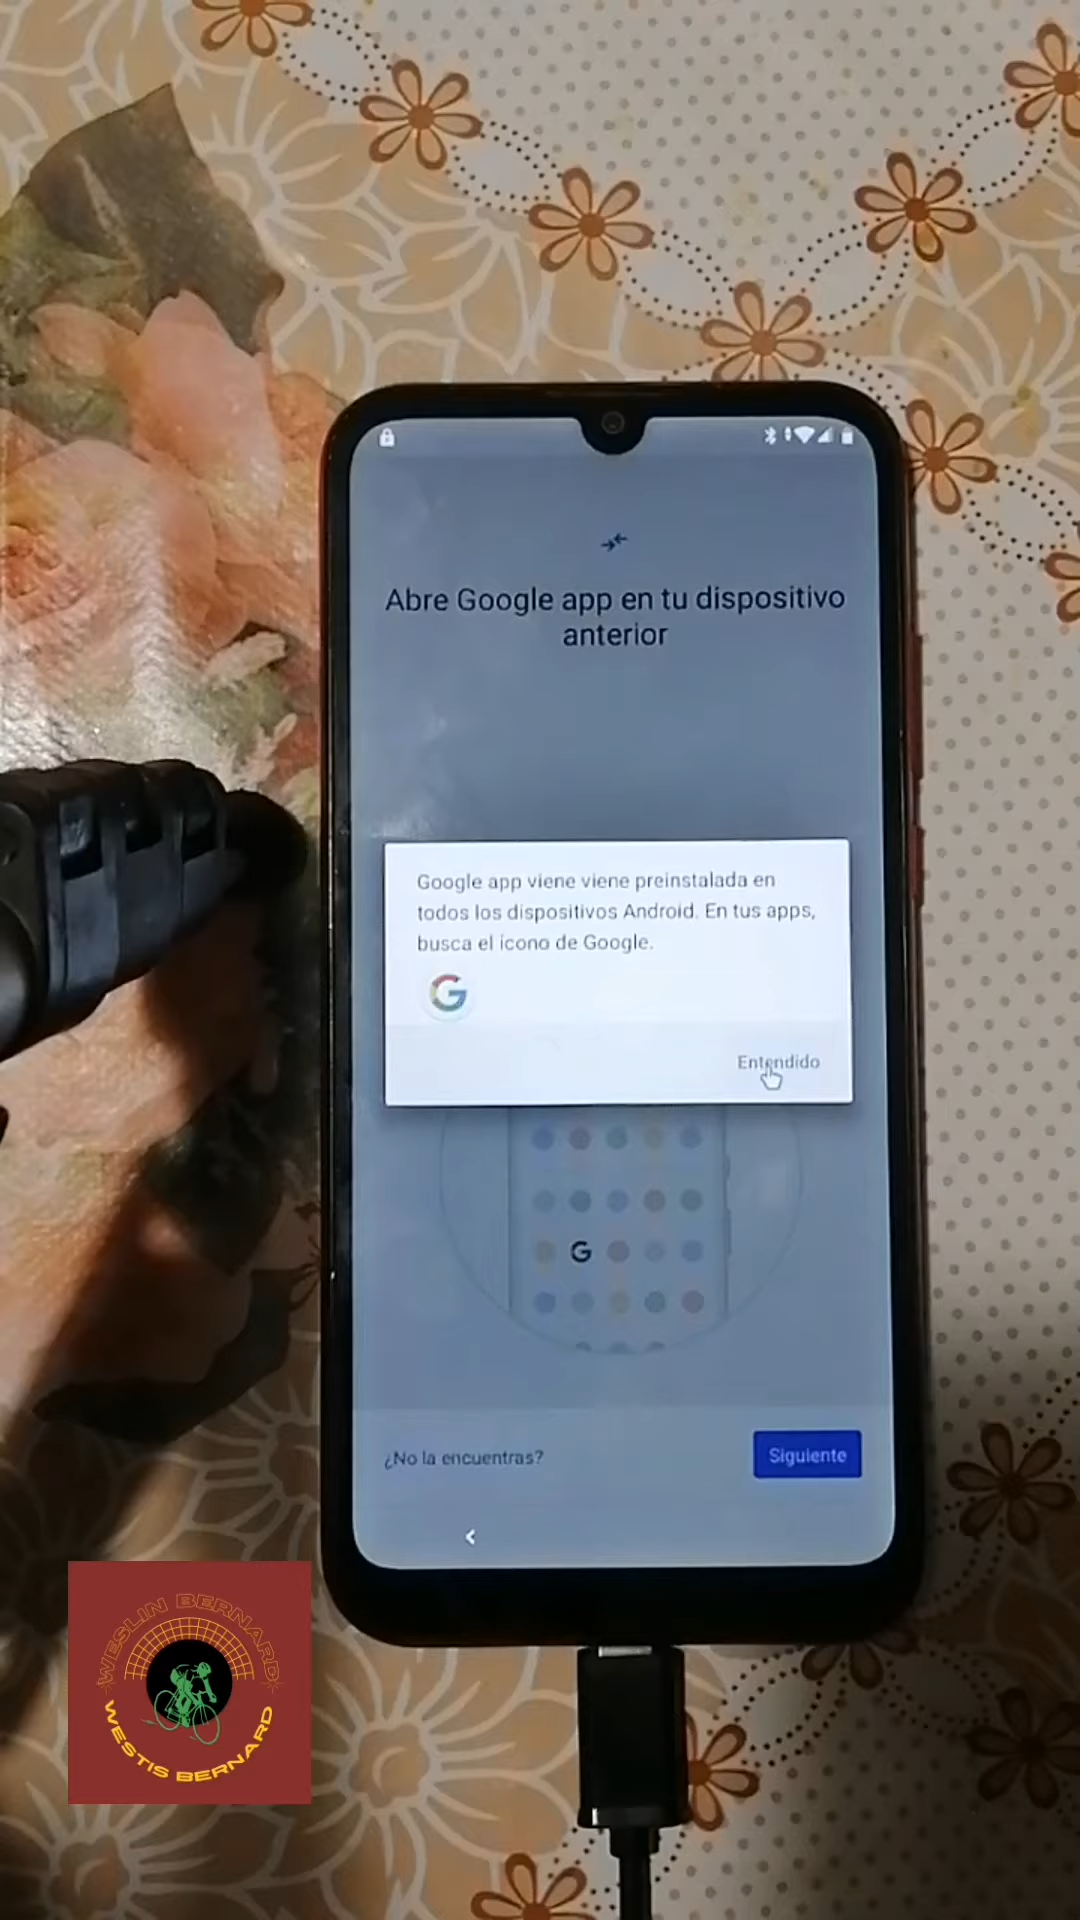 Abre Google app en tu dispositivo
anterior
Google app viene viene preinstalada en
todos los dispositivos Android. En tus apps,
busca el ícono de Google.
G
Entendido
G
¿No la encuentras?
Siguiente
WESLIN BERNARD
WESTIS BERNARD